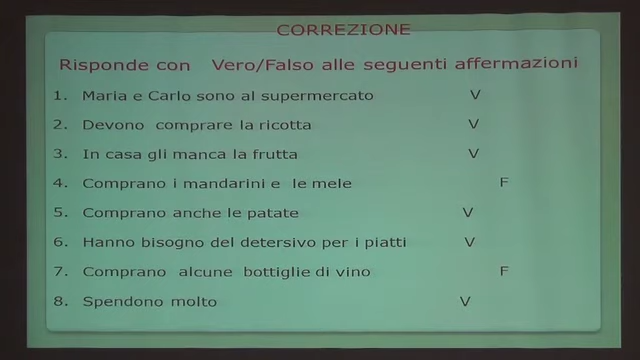 CORREZIONE
Risponde con Vero/Falso alle seguenti affermazioni
1. Maria e Carlo sono al supermercato V
2. Devono comprare la ricotta V
3. In casa gli manca la frutta V
4. Comprano i mandarini e le mele F
5. Comprano anche le patate V
6. Hanno bisogno del detersivo per i piatti V
7. Comprano alcune bottiglie di vino F
8. Spendono molto V